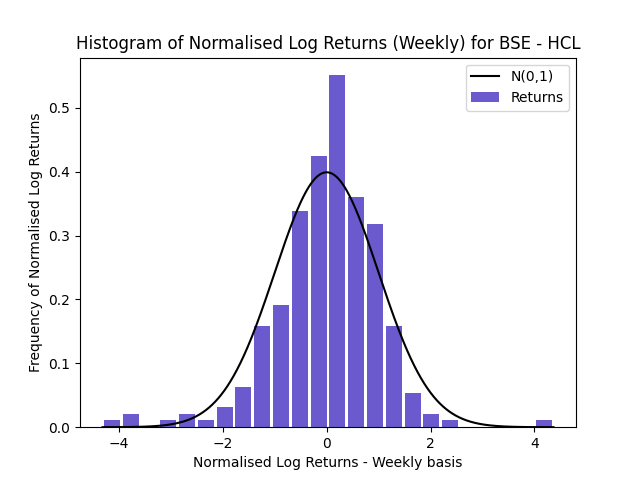 Histogram of Normalised Log Returns (Weekly) for BSE - HCL
N(0,1)
Returns
Frequency of Normalised Log Returns
0.5
0.4
0.3
0.2
0.1
0.0
−4
−2
0
2
4
Normalised Log Returns - Weekly basis